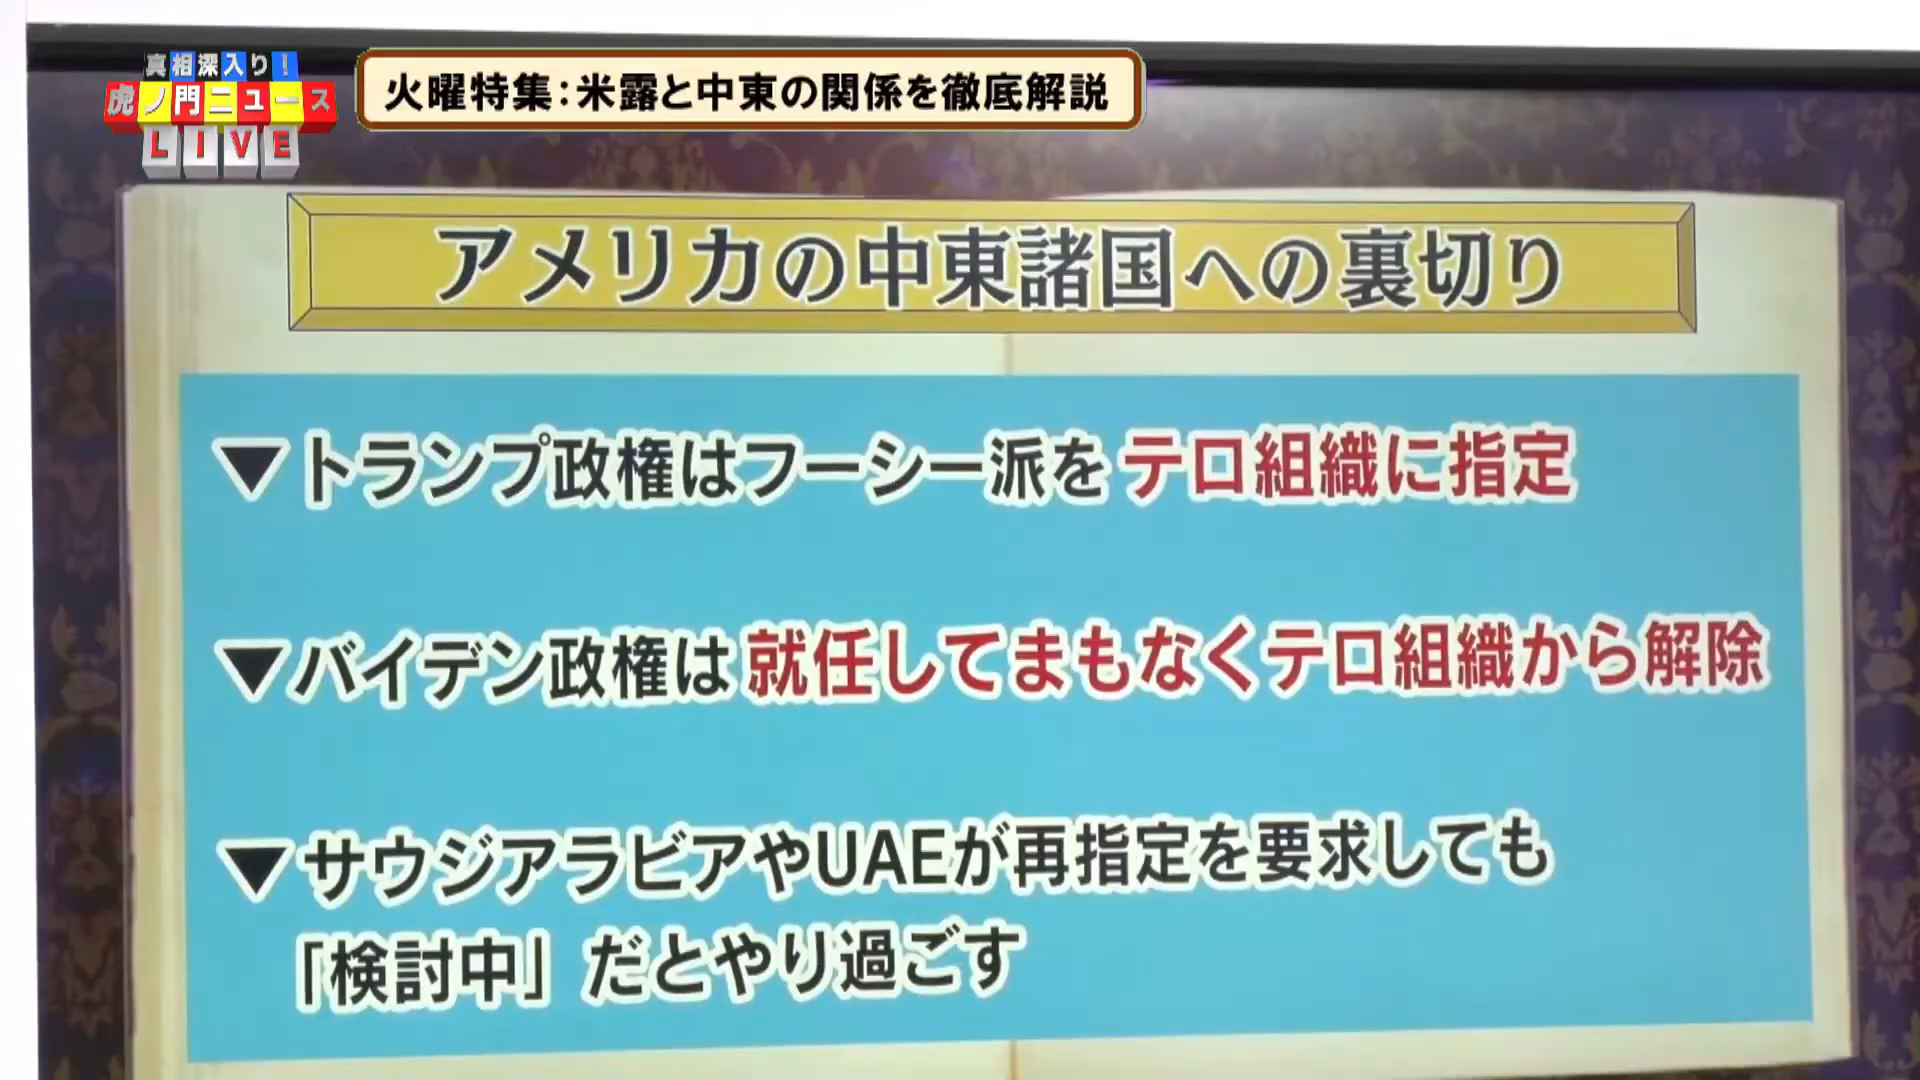 真相深入り!
虎ノ門ニュース
LIVE
火曜特集:米露と中東の関係を徹底解説
アメリカの中東諸国への裏切り
▼トランプ政権はフーシー派をテロ組織に指定
▼バイデン政権は就任してまもなくテロ組織から解除
▼サウジアラビアやUAEが再指定を要求しても
「検討中」だとやり過ごす